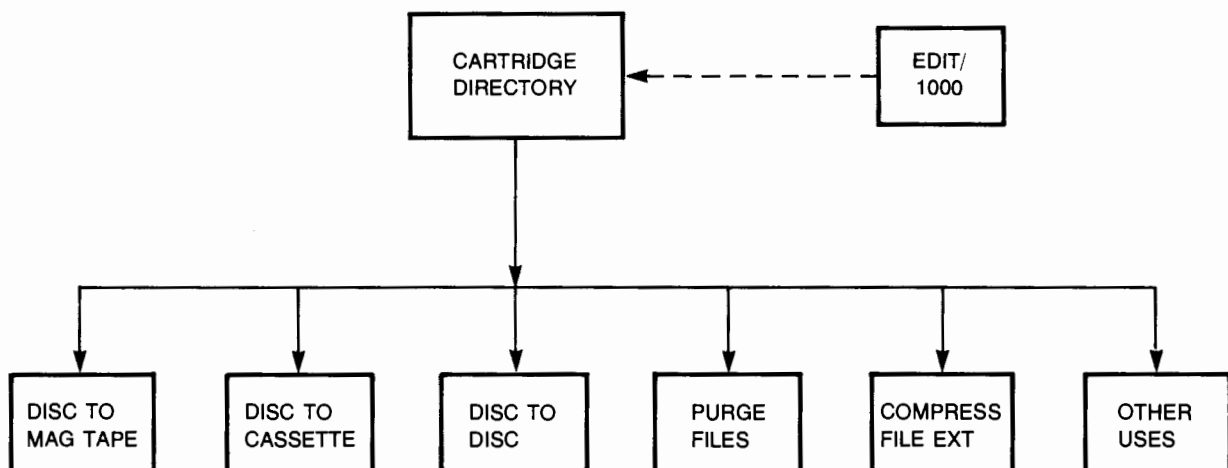 CARTRIDGE
DIRECTORY
EDIT/
1000
DISC TO
MAG TAPE
DISC TO
CASSETTE
DISC TO
DISC
PURGE
FILES
COMPRESS
FILE EXT
OTHER
USES